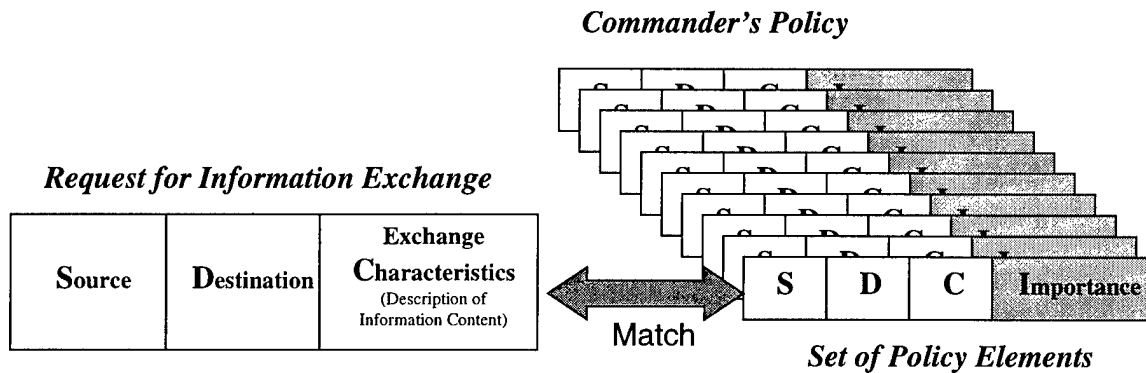 Commander's Policy
Request for Information Exchange
Source
Destination
Exchange
Characteristics
(Description of
Information Content)
Match
S D C Importance
Set of Policy Elements